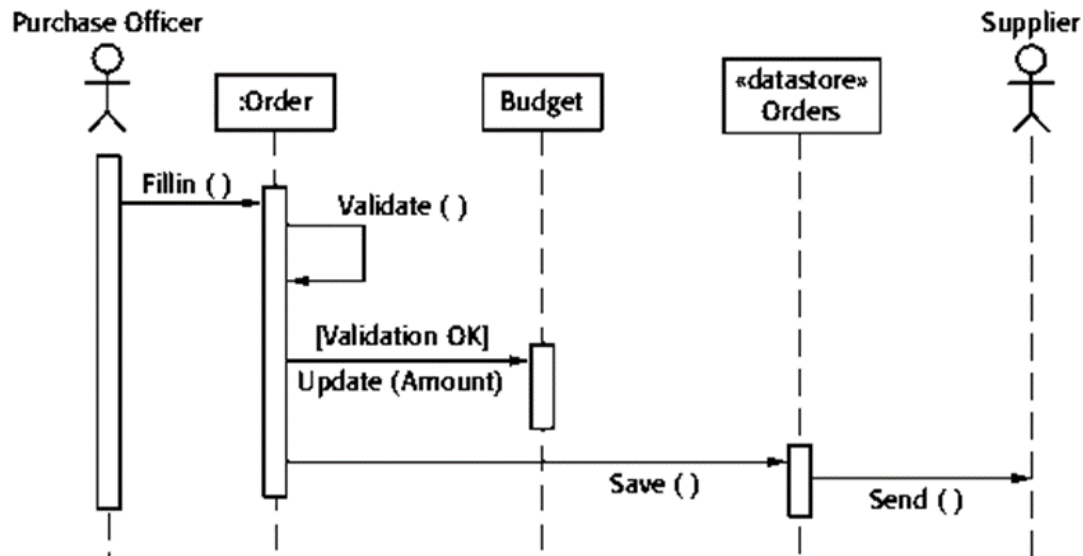 Purchase Officer
Supplier
:Order
Budget
«datastore»
Orders
Fillin ( )
Validate ( )
[Validation OK]
Update (Amount)
Save ( )
Send ( )